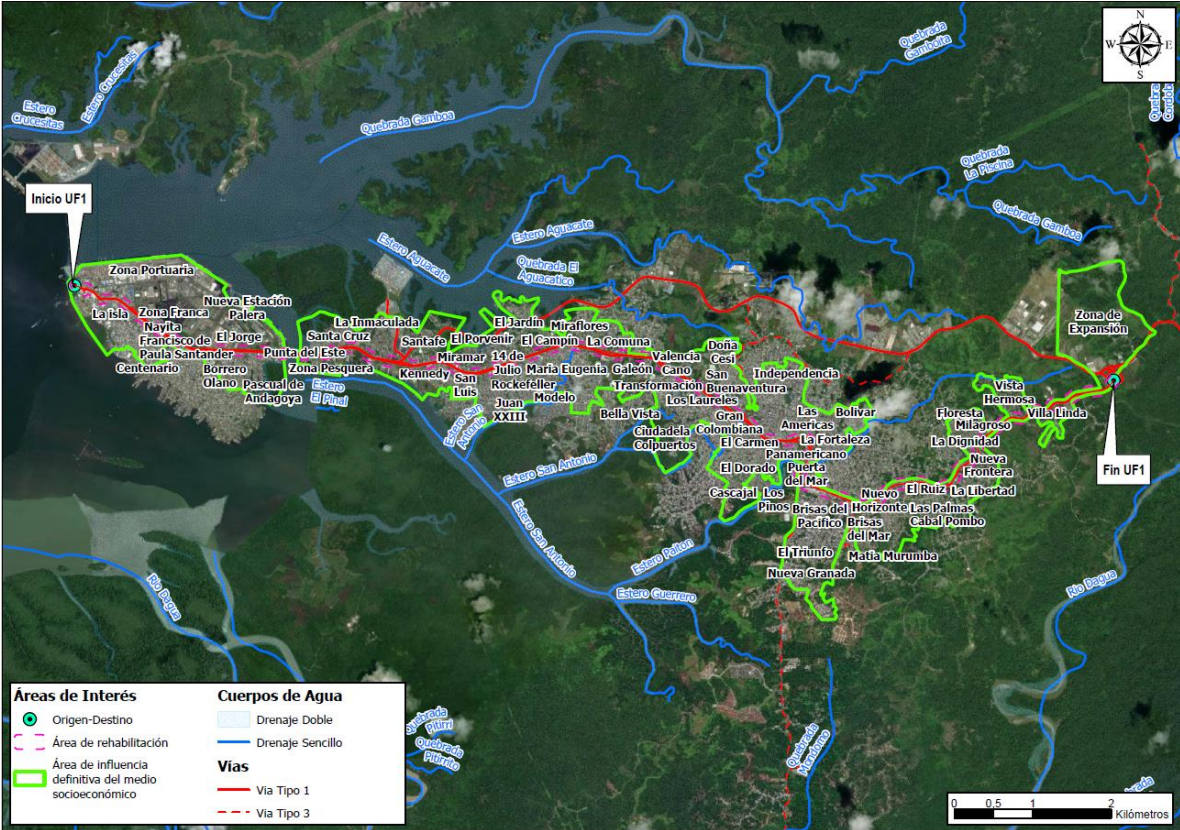 N
W
E
S
Estero Crucesitas
Estero
Crucesitas
Quebrada
Gamboita
Quebrada Gamboa
Quebrada
La Piscina
Quebrada Gamboa
Inicio UF1
Estero Aguacate
Estero Aguacate
Quebrada El
Aguacatico
Zona Portuaria
La isla
Zona Franca
Nayita
Nueva Estación
Palera
Francisco de
Paula Santander
El Jorge
Centenario
Borrero
Olano
Pascual de
Andagoya
Punta del Este
Zona Pesquera
Estero
El Pinal
La Inmaculada
Santa Cruz
Santafe
El Porvenir
El Jardín
Miraflores
El Campín
La Comuna
Miramar
Kennedy
14 de
Julio
San
Luis
Rockefeller
Maria Eugenia
Modelo
Juan
XXIII
Galeón
Valencia
Cano
Doña
Cesi
San
Buenaventura
Transformación
Los Laureles
Independencia
Bella Vista
Ciudadela
Colpuertos
Gran
Colombiana
Las
Americas
Bolivar
El Carmen
La Fortaleza
Panamericano
El Dorado
Puerta
del Mar
Cascajal
Los
Pinos
Brisas del
Pacifico
Nuevo
Horizonte
Brisas
del Mar
El Ruiz
Las Palmas
Cabal Pombo
La Libertad
Nueva
Frontera
La Dignidad
Floresta
Milagroso
Vista
Hermosa
Villa Linda
Zona de
Expansión
Fin UF1
El Triunfo
Matia Murumba
Nueva Granada
Estero San
Antonio
Estero San Antonio
Estero San Antonio
Estero Paiton
Estero Guerrero
Rio Dagua
Rio Dagua
Quebrada
Mondomo
Quebrada
Pitirri
Quebrada
Pitirrito
Áreas de Interés
Origen-Destino
Área de rehabilitación
Área de influencia
definitiva del medio
socioeconómico
Cuerpos de Agua
Drenaje Doble
Drenaje Sencillo
Vías
Via Tipo 1
Via Tipo 3
0 0,5 1 2
Kilómetros